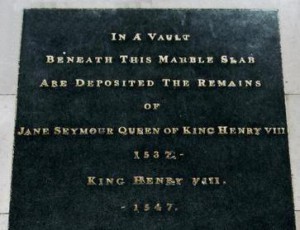 In a Vault
Beneath This Marble Slab
Are Deposited The Remains
of
Jane Seymour Queen of King Henry VIII
1537-
King Henry VIII.
- 1547.